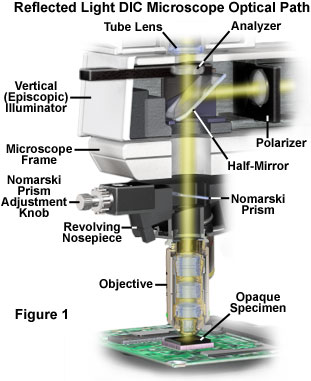 Reflected Light DIC Microscope Optical Path
Tube Lens
Analyzer
Vertical
(Episcopic)
Illuminator
Polarizer
Microscope
Frame
Half-Mirror
Nomarski
Prism
Adjustment
Knob
Nomarski
Prism
Revolving
Nosepiece
Objective
Opaque
Specimen
Figure 1